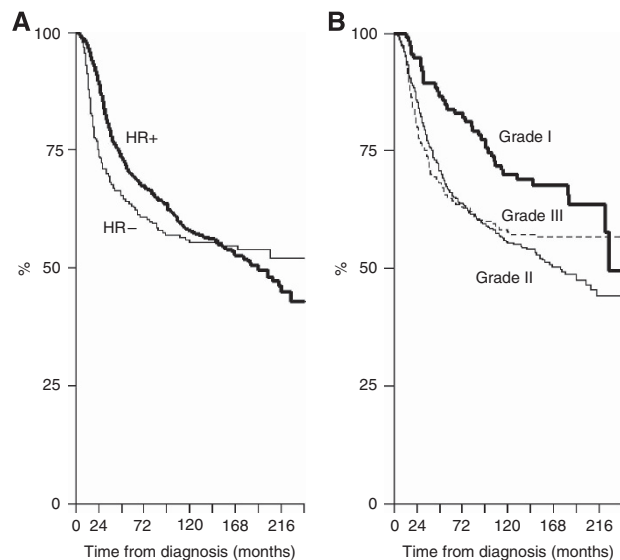 A
100
75
50
25
0
%
HR+
HR–
0 24 72 120 168 216
Time from diagnosis (months)
B
100
75
50
25
0
%
Grade I
Grade III
Grade II
0 24 72 120 168 216
Time from diagnosis (months)